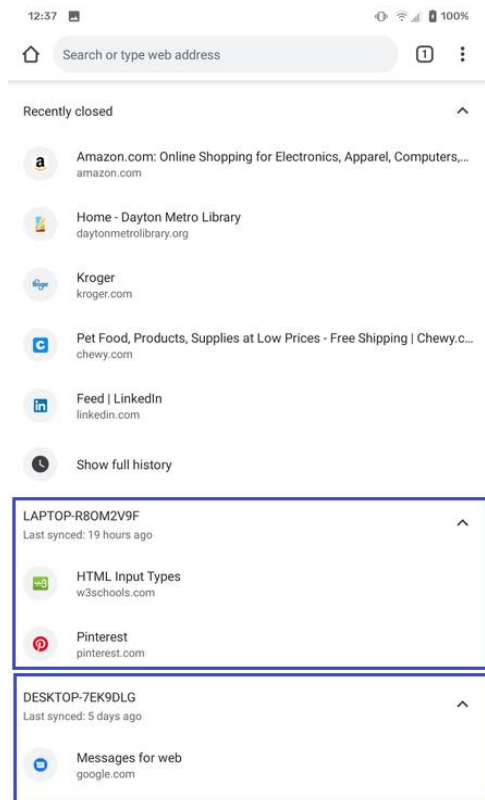 12:37
100%
Search or type web address
1
Recently closed
a
Amazon.com: Online Shopping for Electronics, Apparel, Computers,...
amazon.com
Home - Dayton Metro Library
daytonmetrolibrary.org
Kroger
Kroger
kroger.com
C
Pet Food, Products, Supplies at Low Prices - Free Shipping | Chewy.c...
chewy.com
in
Feed | LinkedIn
linkedin.com
Show full history
LAPTOP-R8OM2V9F
Last synced: 19 hours ago
HTML Input Types
w3schools.com
Pinterest
pinterest.com
DESKTOP-7EK9DLG
Last synced: 5 days ago
Messages for web
google.com